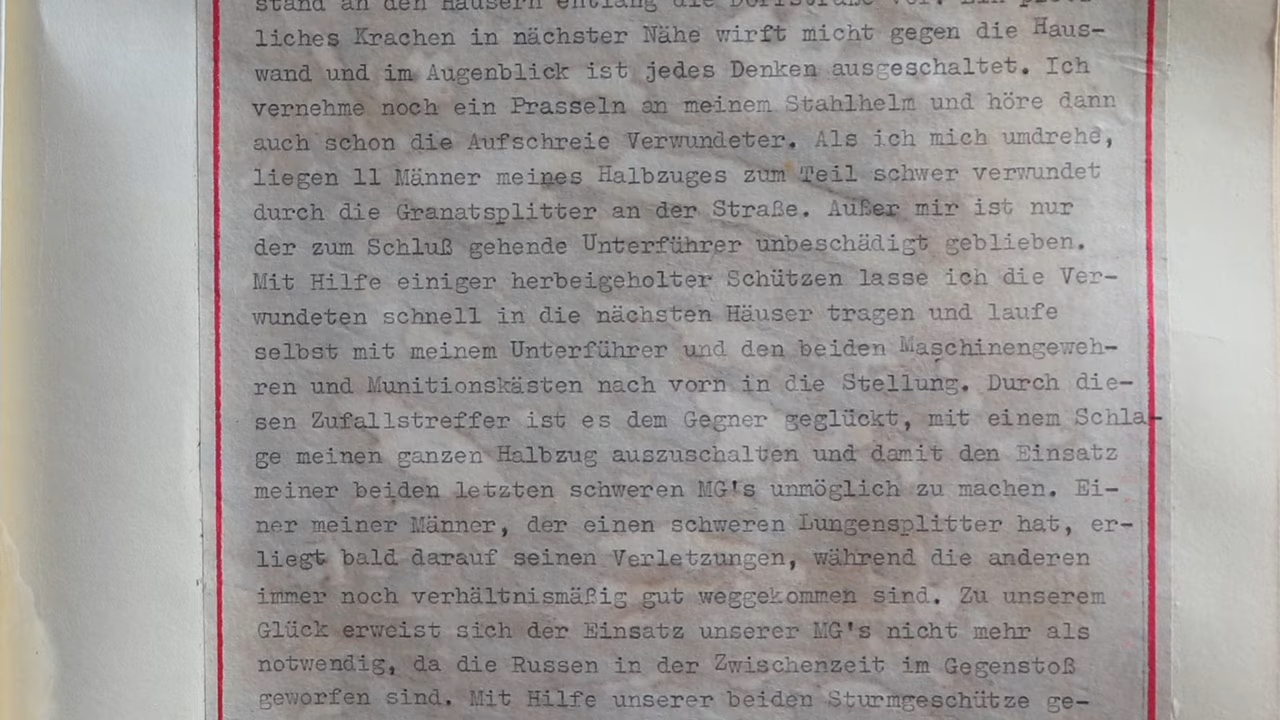 stand an den Häusern entlang die Dorfstraße vor. Ein plötz-
liches Krachen in nächster Nähe wirft micht gegen die Haus-
wand und im Augenblick ist jedes Denken ausgeschaltet. Ich
vernehme noch ein Prasseln an meinem Stahlhelm und höre dann
auch schon die Aufschreie Verwundeter. Als ich mich umdrehe,
liegen 11 Männer meines Halbzuges zum Teil schwer verwundet
durch die Granatsplitter an der Straße. Außer mir ist nur
der zum Schluß gehende Unterführer unbeschädigt geblieben.
Mit Hilfe einiger herbeigeholter Schützen lasse ich die Ver-
wundeten schnell in die nächsten Häuser tragen und laufe
selbst mit meinem Unterführer und den beiden Maschinengeweh-
ren und Munitionskästen nach vorn in die Stellung. Durch die-
sen Zufallstreffer ist es dem Gegner geglückt, mit einem Schla-
ge meinen ganzen Halbzug auszuschalten und damit den Einsatz
meiner beiden letzten schweren MG's unmöglich zu machen. Ei-
ner meiner Männer, der einen schweren Lungensplitter hat, er-
liegt bald darauf seinen Verletzungen, während die anderen
immer noch verhältnismäßig gut weggekommen sind. Zu unserem
Glück erweist sich der Einsatz unserer MG's nicht mehr als
notwendig, da die Russen in der Zwischenzeit im Gegenstoß
geworfen sind. Mit Hilfe unserer beiden Sturmgeschütze ge-